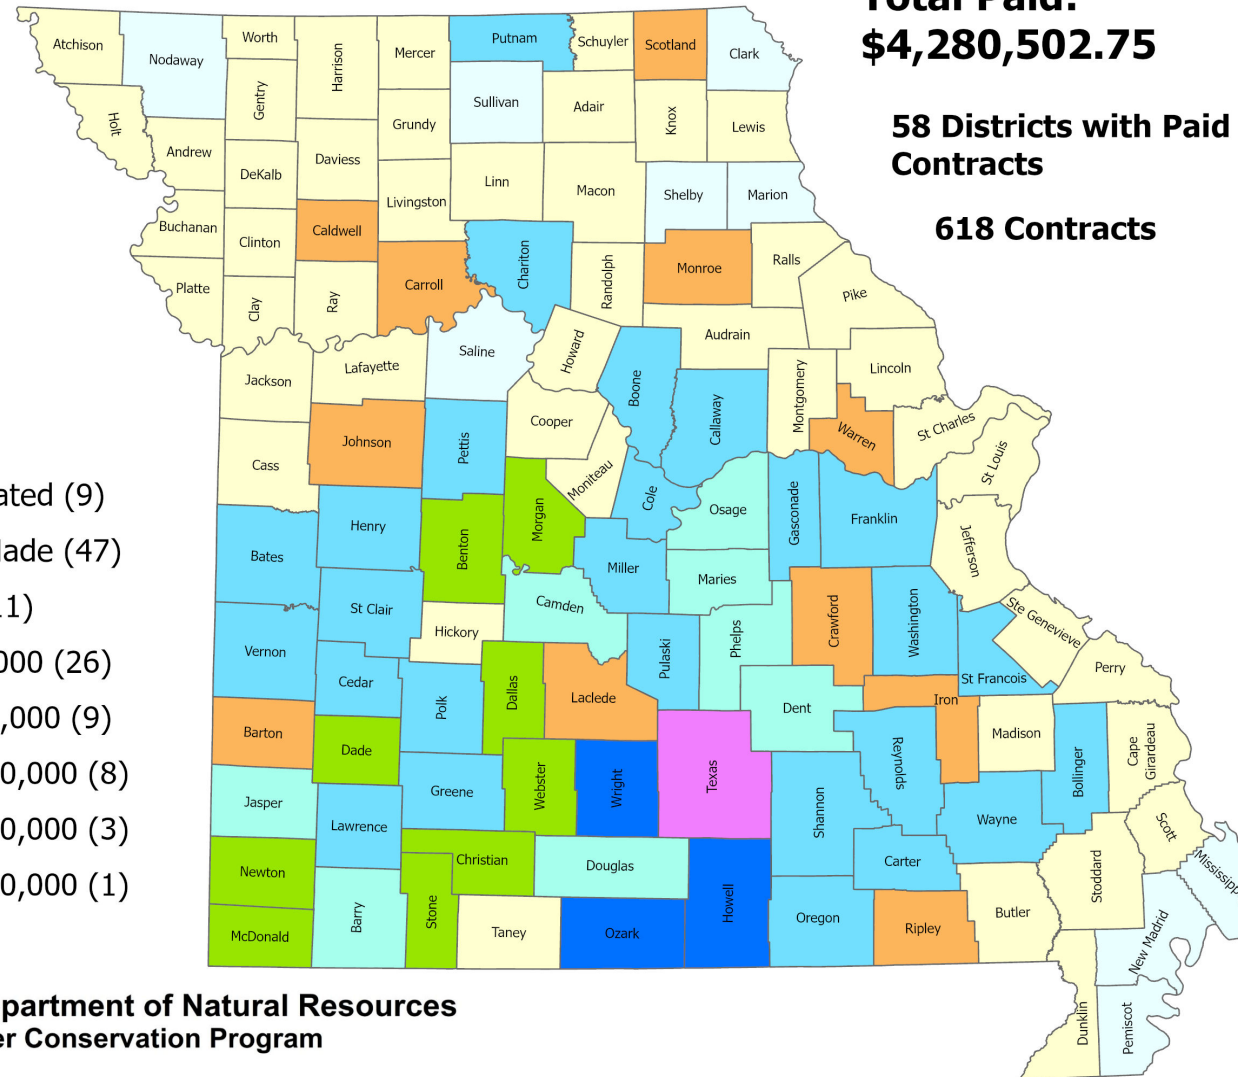 Total Paid:
$4,280,502.75
58 Districts with Paid
Contracts
618 Contracts
Atchison
Nodaway
Worth
Harrison
Mercer
Putnam
Schuyler
Scotland
Clark
Holt
Gentry
Grundy
Sullivan
Adair
Knox
Lewis
Andrew
DeKalb
Daviess
Livingston
Linn
Macon
Shelby
Marion
Buchanan
Clinton
Caldwell
Carroll
Chariton
Randolph
Monroe
Ralls
Pike
Platte
Clay
Ray
Audrain
Saline
Howard
Lincoln
Jackson
Lafayette
Boone
Callaway
Montgomery
Warren
St Charles
St Louis
Johnson
Pettis
Cooper
Moniteau
Cass
Cole
Osage
Gasconade
Franklin
Jefferson
ated (9)
Made (47)
11)
000 (26)
,000 (9)
0,000 (8)
0,000 (3)
0,000 (1)
Henry
Benton
Morgan
Bates
Miller
Maries
Camden
St Clair
Hickory
Phelps
Crawford
Washington
Ste Genevieve
Vernon
Pulaski
St Francois
Perry
Cedar
Polk
Dallas
Laclede
Dent
Iron
Madison
Bollinger
Cape
Girardeau
Barton
Dade
Webster
Wright
Texas
Reynolds
Jasper
Greene
Shannon
Wayne
Scott
Lawrence
Christian
Douglas
Carter
Stoddard
Mississipp
Newton
Barry
Stone
Taney
Ozark
Howell
Oregon
Ripley
Butler
New Madrid
McDonald
Dunklin
Pemiscot
partment of Natural Resources
er Conservation Program